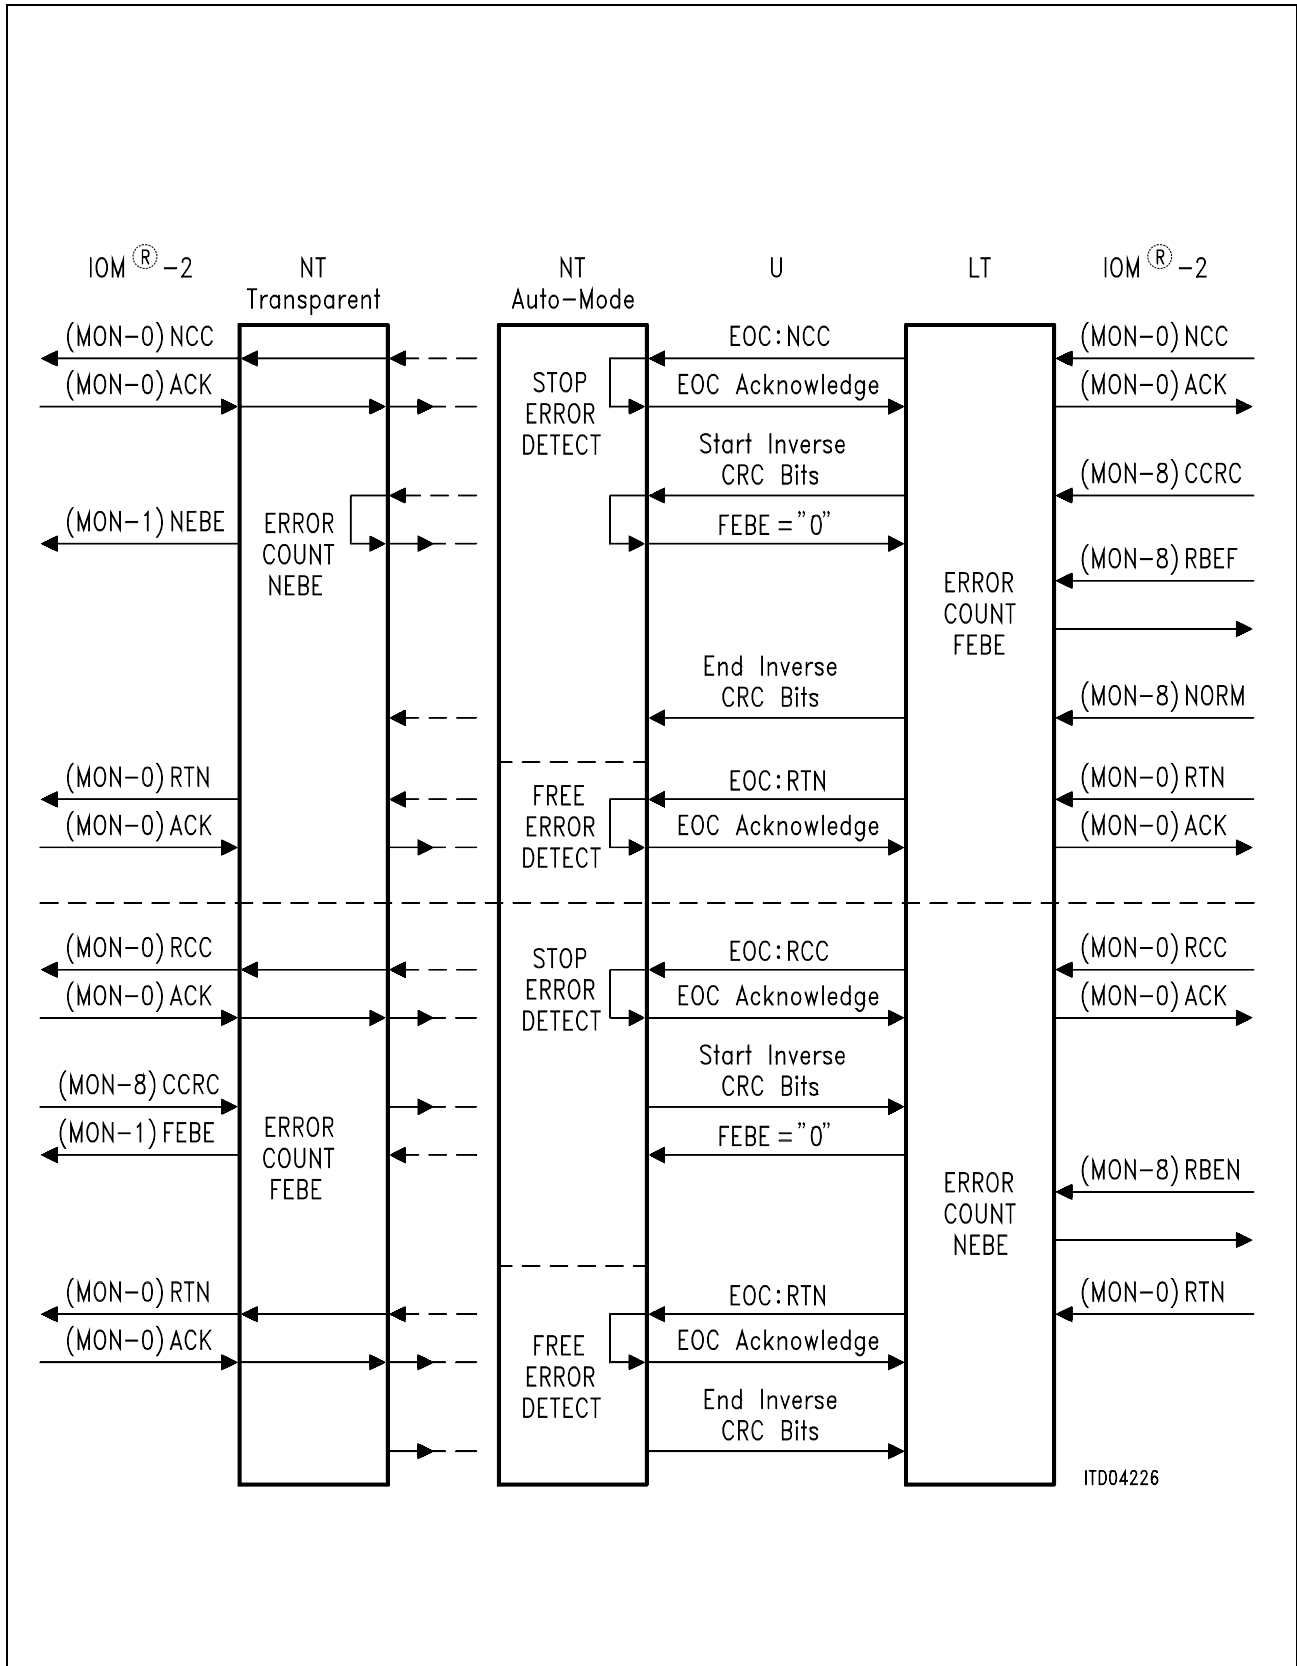 IOM®-2 NT NT U LT IOM®-2
Transparent Auto-Mode
(MON-0) NCC EOC:NCC (MON-0) NCC
(MON-0) ACK STOP EOC Acknowledge (MON-0) ACK
ERROR
DETECT Start Inverse
CRC Bits (MON-8) CCRC
(MON-1) NEBE ERROR FEBE = "0"
COUNT (MON-8) RBEF
NEBE ERROR
COUNT
FEBE
End Inverse
CRC Bits (MON-8) NORM
(MON-0) RTN FREE EOC:RTN (MON-0) RTN
(MON-0) ACK ERROR EOC Acknowledge (MON-0) ACK
DETECT
(MON-0) RCC STOP EOC:RCC (MON-0) RCC
(MON-0) ACK ERROR EOC Acknowledge (MON-0) ACK
DETECT
Start Inverse
(MON-8) CCRC CRC Bits
(MON-1) FEBE ERROR FEBE = "0"
COUNT (MON-8) RBEN
FEBE ERROR
COUNT
NEBE
(MON-0) RTN EOC:RTN (MON-0) RTN
(MON-0) ACK FREE EOC Acknowledge
ERROR
DETECT End Inverse
CRC Bits
ITD04226